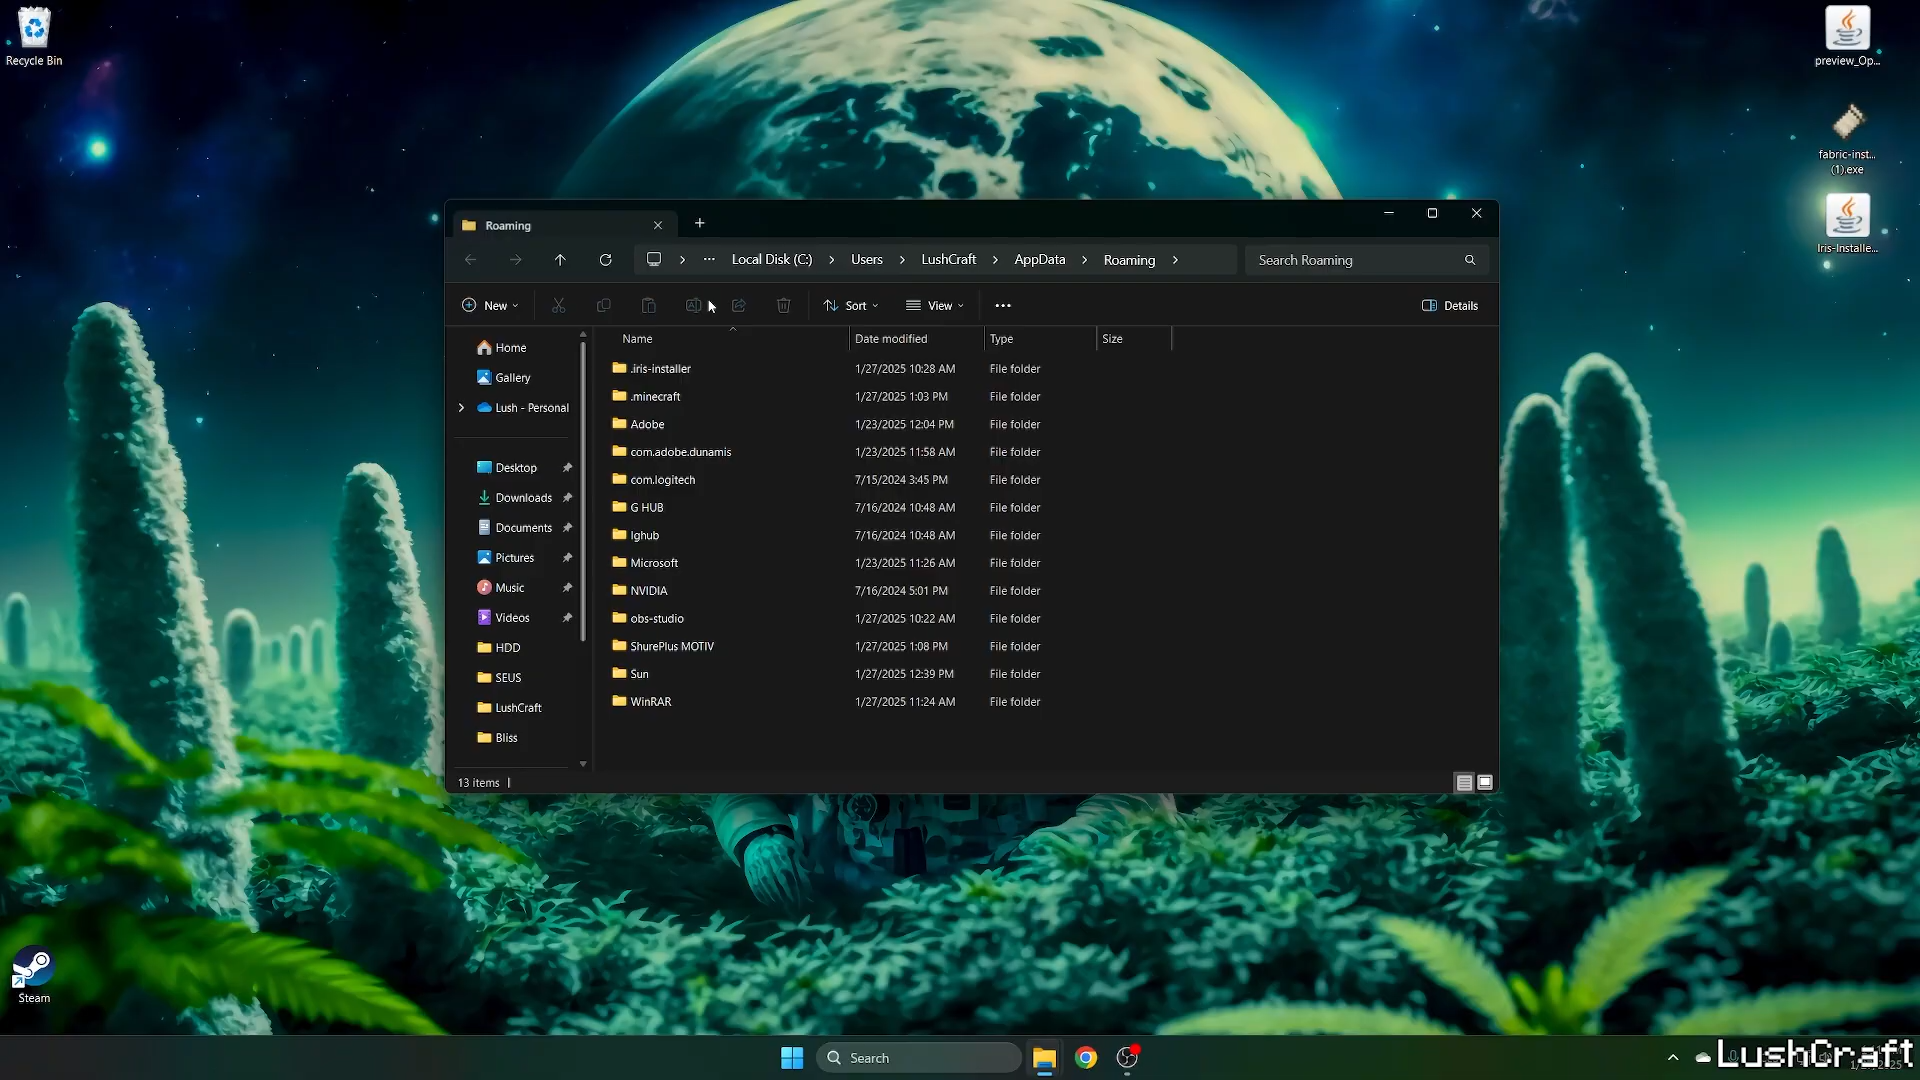 Recycle Bin
preview_Op...
fabric-inst...
(1).exe
Iris-Installe...
Steam
Roaming
Local Disk (C:)
Users
LushCraft
AppData
Roaming
Search Roaming
New
Sort
View
Details
Home
Gallery
Lush - Personal
Desktop
Downloads
Documents
Pictures
Music
Videos
HDD
SEUS
LushCraft
Bliss
Name Date modified Type Size
.iris-installer 1/27/2025 10:28 AM File folder
.minecraft 1/27/2025 1:03 PM File folder
Adobe 1/23/2025 12:04 PM File folder
com.adobe.dunamis 1/23/2025 11:58 AM File folder
com.logitech 7/15/2024 3:45 PM File folder
G HUB 7/16/2024 10:48 AM File folder
lghub 7/16/2024 10:48 AM File folder
Microsoft 1/23/2025 11:26 AM File folder
NVIDIA 7/16/2024 5:01 PM File folder
obs-studio 1/27/2025 10:22 AM File folder
ShurePlus MOTIV 1/27/2025 1:08 PM File folder
Sun 1/27/2025 12:39 PM File folder
WinRAR 1/27/2025 11:24 AM File folder
13 items
Search
LushCraft